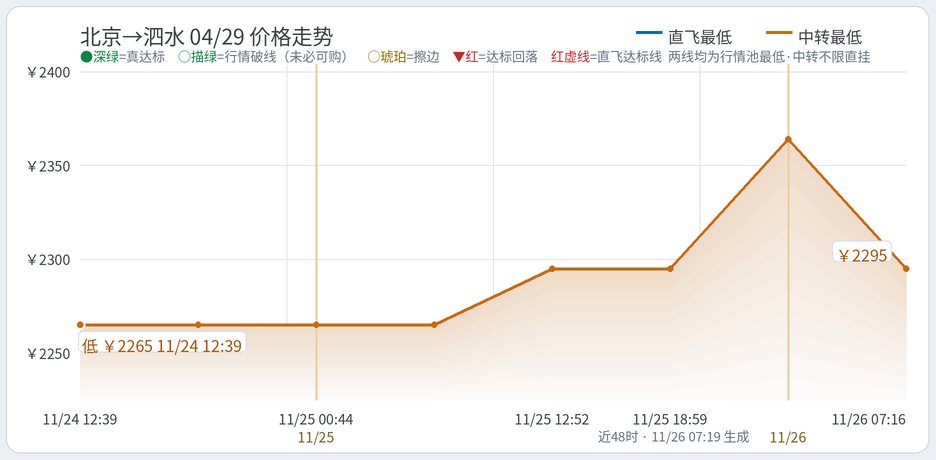 北京→泗水 04/29 价格走势
直飞最低 中转最低
●深绿=真达标 ○描绿=行情破线（未必可购） ○琥珀=擦边 ▼红=达标回落 红虚线=直飞达标线 两线均为行情池最低·中转不限直挂
￥2400
￥2350
￥2300
￥2295
￥2250
低 ￥2265 11/24 12:39
11/24 12:39 11/25 00:44 11/25 12:52 11/25 18:59 11/26 07:16
11/25 近48时 · 11/26 07:19 生成 11/26